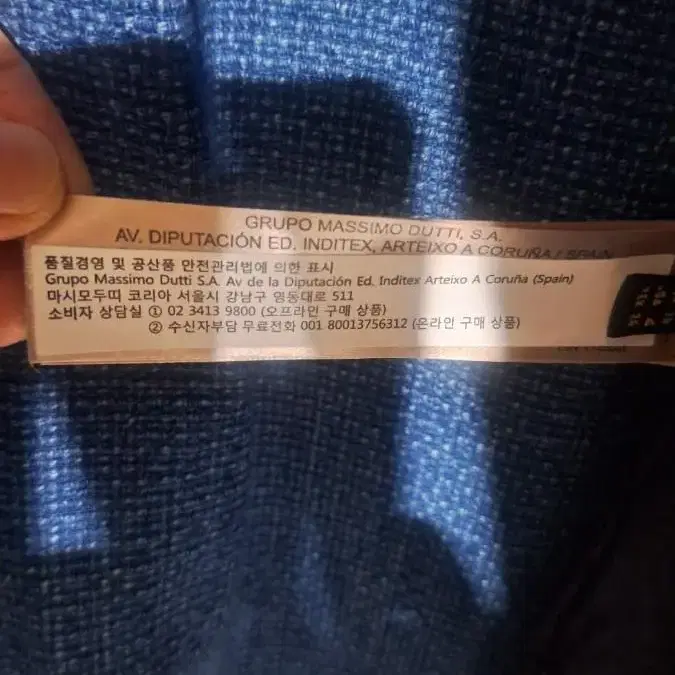 GRUPO MASSIMO DUTTI, S.A.
AV. DIPUTACIÓN ED. INDITEX, ARTEIXO A CORUÑA / SPAIN
품질경영 및 공산품 안전관리법에 의한 표시
Grupo Massimo Dutti S.A. Av de la Diputación Ed. Inditex Arteixo A Coruña (Spain)
마시모두띠 코리아 서울시 강남구 영동대로 511
소비자 상담실 ① 02 3413 9800 (오프라인 구매 상품)
② 수신자부담 무료전화 001 80013756312 (온라인 구매 상품)